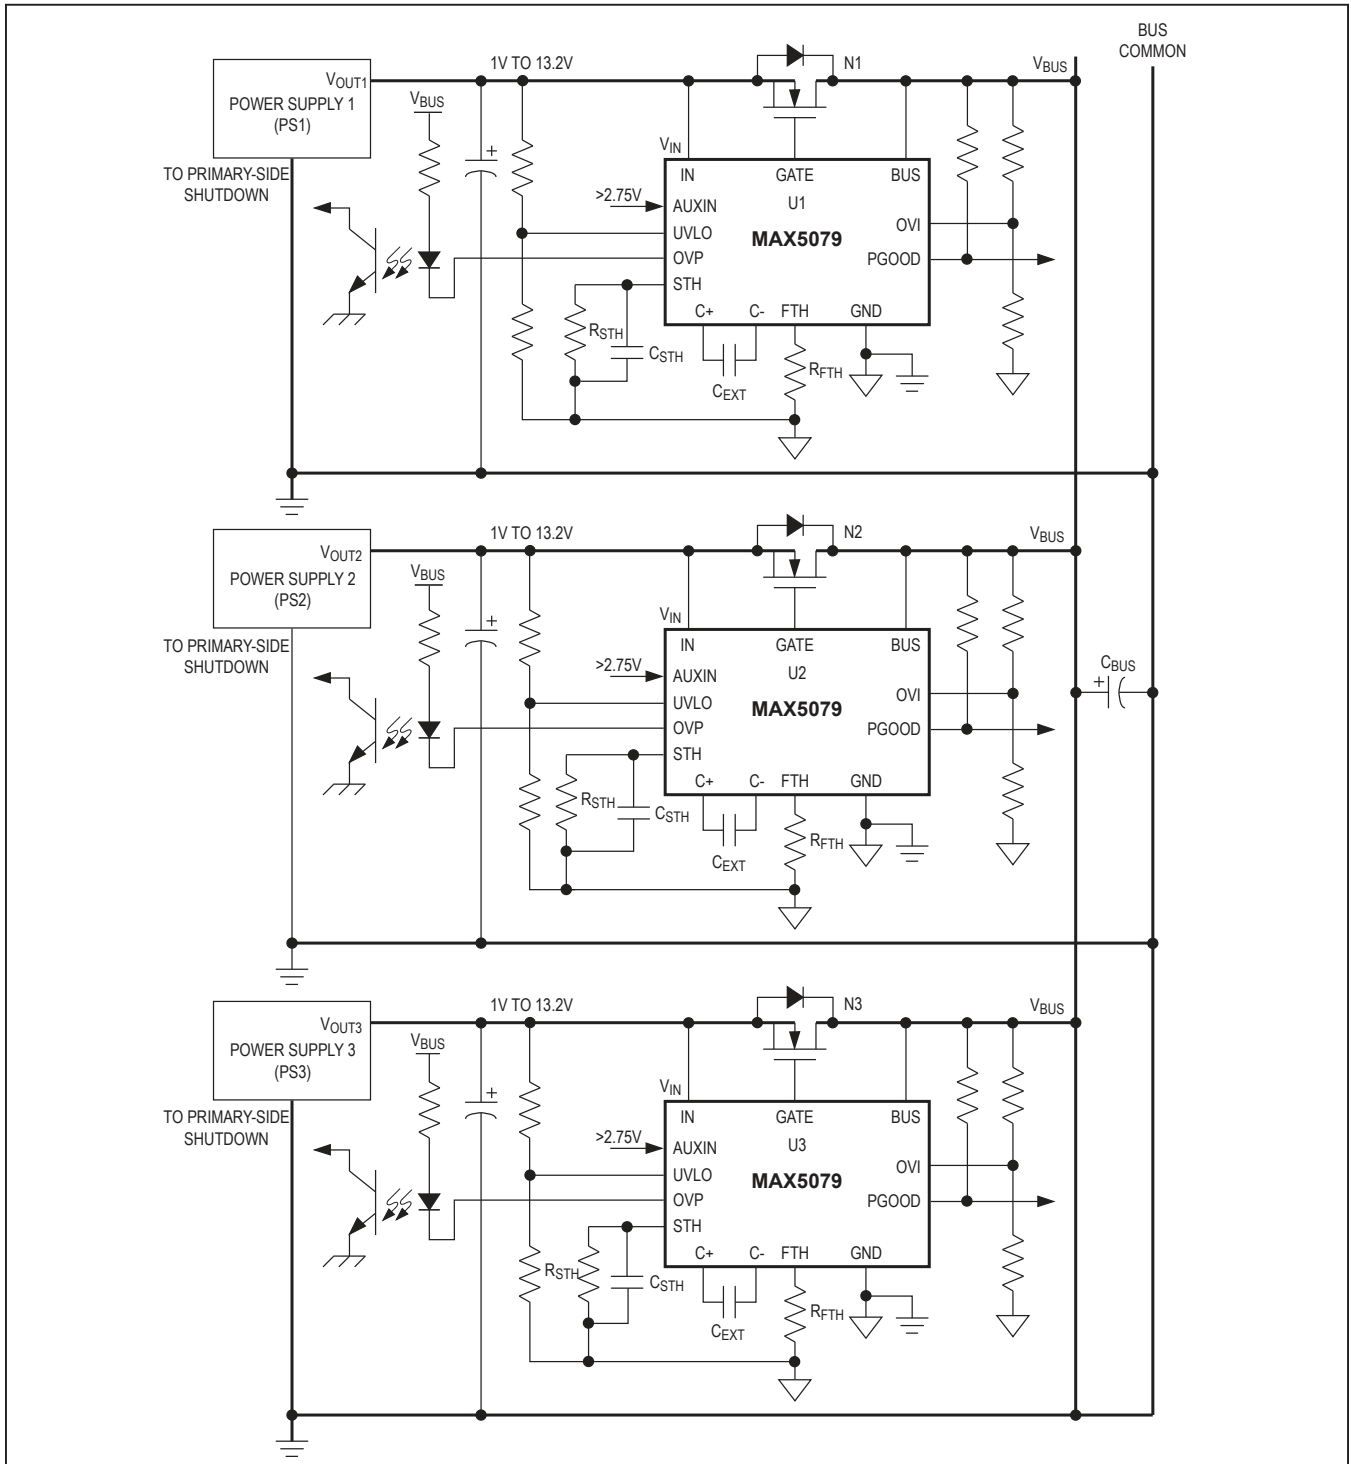 BUS
COMMON
1V TO 13.2V
N1
VBUS
VOUT1
POWER SUPPLY 1
(PS1)
VBUS
TO PRIMARY-SIDE
SHUTDOWN
VIN
IN
GATE
BUS
>2.75V
AUXIN
U1
UVLO
MAX5079
OVI
OVP
PGOOD
STH
C+
C-
FTH
GND
RSTH
CSTH
CEXT
RFTH
1V TO 13.2V
N2
VBUS
VOUT2
POWER SUPPLY 2
(PS2)
VBUS
TO PRIMARY-SIDE
SHUTDOWN
VIN
IN
GATE
BUS
>2.75V
AUXIN
U2
CBUS
+
UVLO
MAX5079
OVI
OVP
PGOOD
STH
C+
C-
FTH
GND
RSTH
CSTH
CEXT
RFTH
1V TO 13.2V
N3
VBUS
VOUT3
POWER SUPPLY 3
(PS3)
VBUS
TO PRIMARY-SIDE
SHUTDOWN
VIN
IN
GATE
BUS
>2.75V
AUXIN
U3
UVLO
MAX5079
OVI
OVP
PGOOD
STH
C+
C-
FTH
GND
RSTH
CSTH
CEXT
RFTH